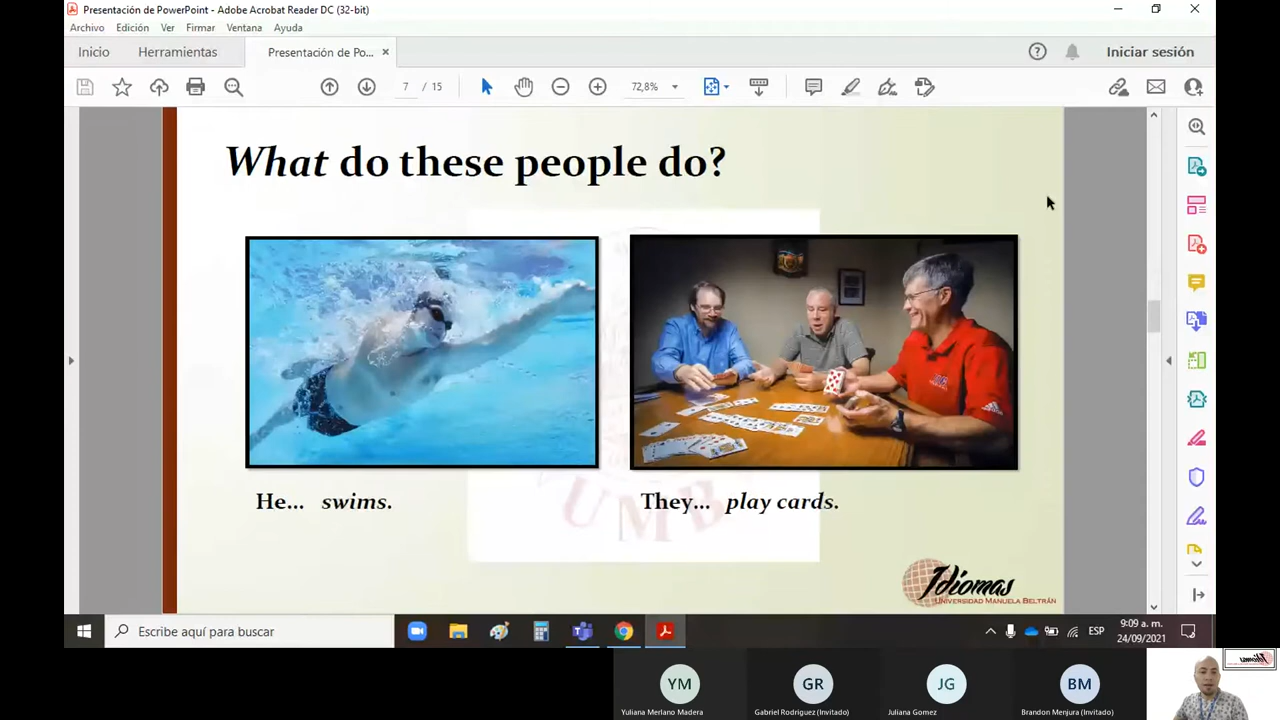 Presentación de PowerPoint - Adobe Acrobat Reader DC (32-bit)
Archivo Edición Ver Firmar Ventana Ayuda
Inicio Herramientas Presentación de Po... Iniciar sesión
7 / 15 72,8%
What do these people do?
He... swims. They... play cards.
UMB
Idiomas
UNIVERSIDAD MANUELA BELTRÁN
Escribe aquí para buscar
ESP
9:09 a. m.
24/09/2021
YM GR JG BM
Yuliana Merlano Madera Gabriel Rodriguez (Invitado) Juliana Gomez Brandon Menjura (Invitado)